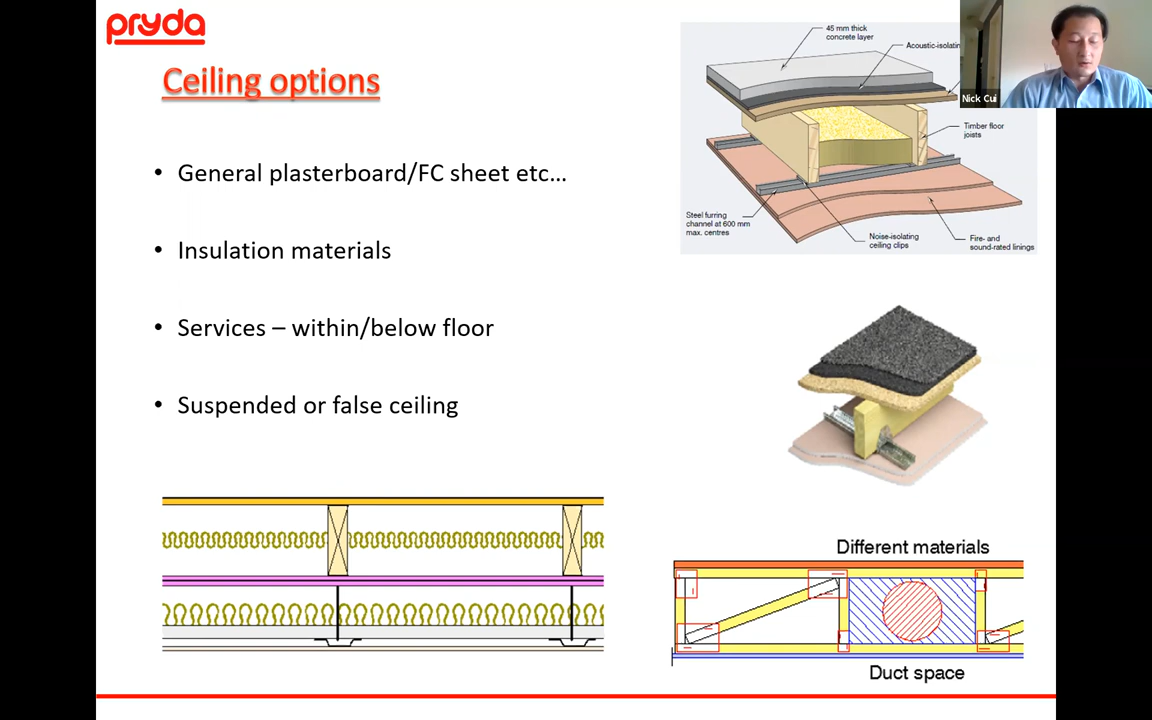 pryda
Ceiling options
• General plasterboard/FC sheet etc...
• Insulation materials
• Services – within/below floor
• Suspended or false ceiling
45 mm thick
concrete layer
Timber floor
joists
Steel furring
channel at 600 mm
max. centres
Noise-isolating
ceiling clips
Fire- and
sound-rated linings
Nick Cui
Different materials
Duct space